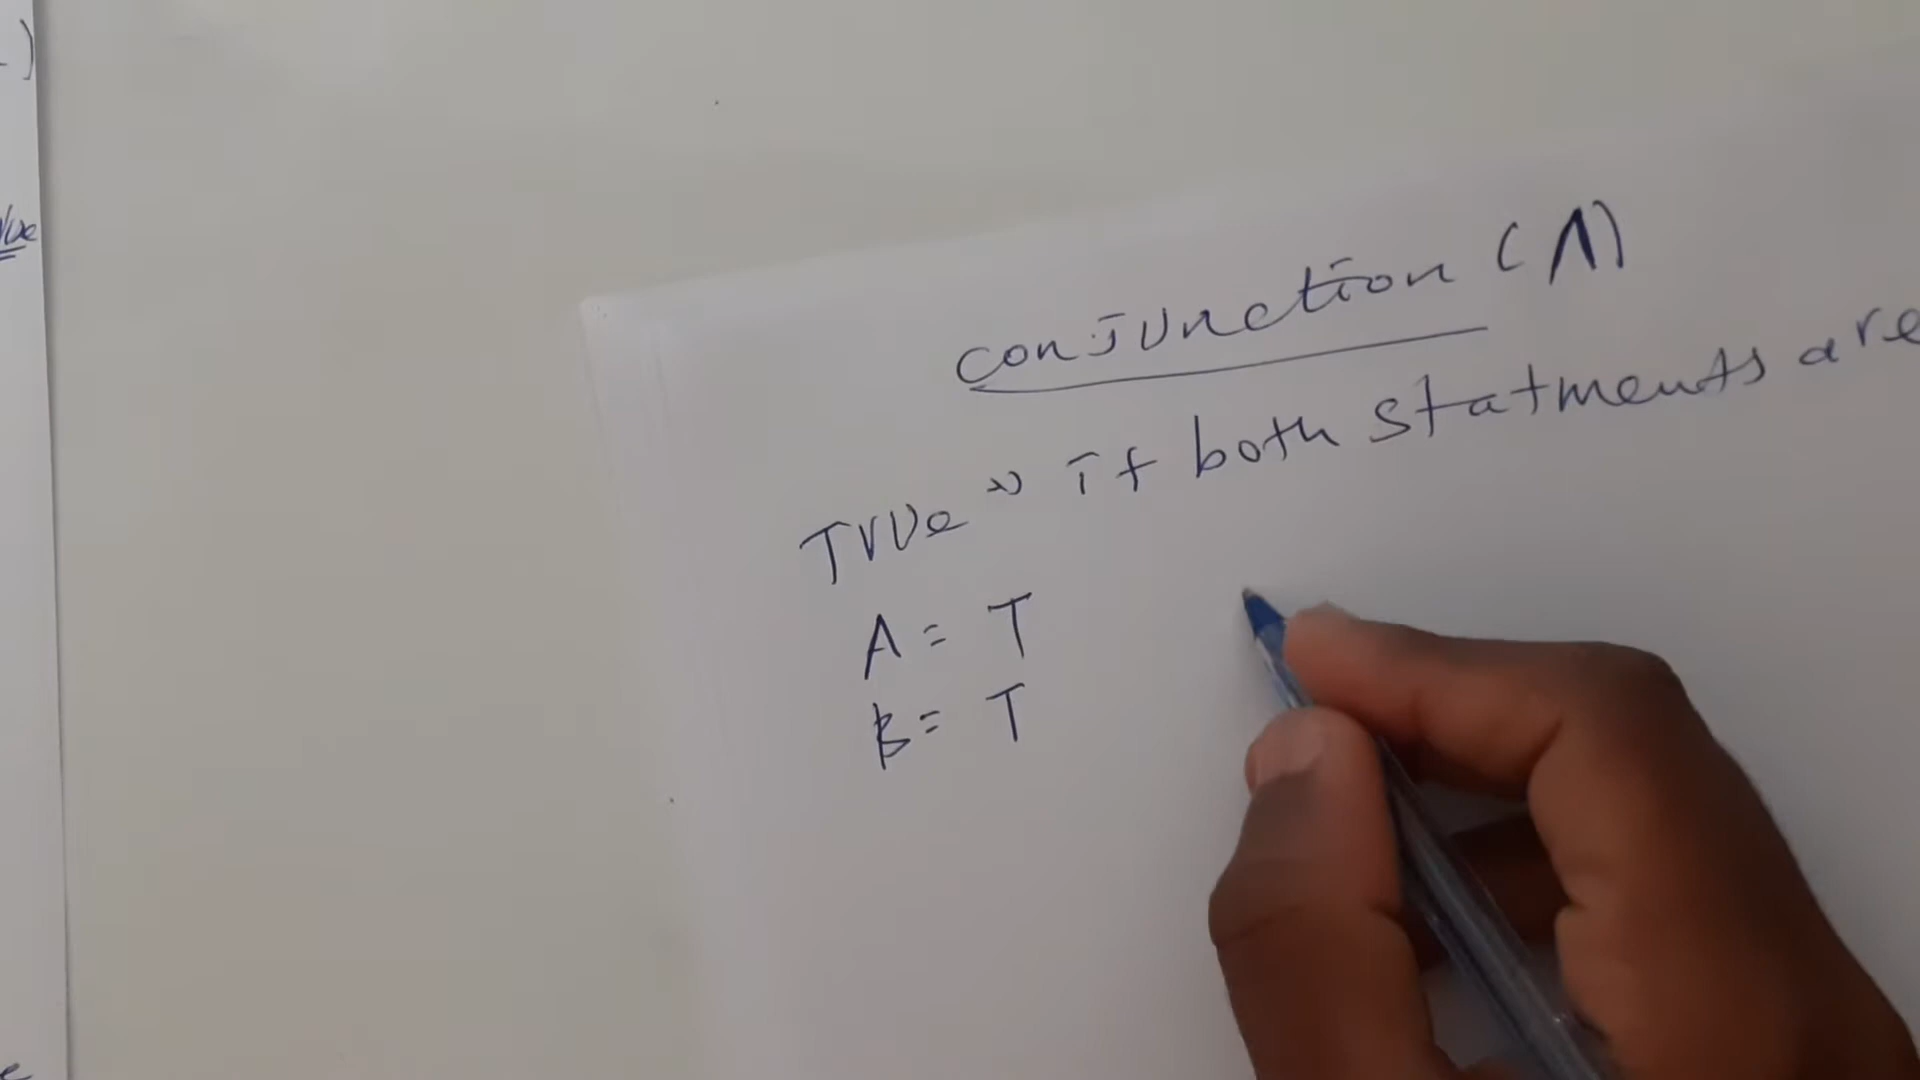 conjunction (Λ)
True → if both statments are
A = T
B = T